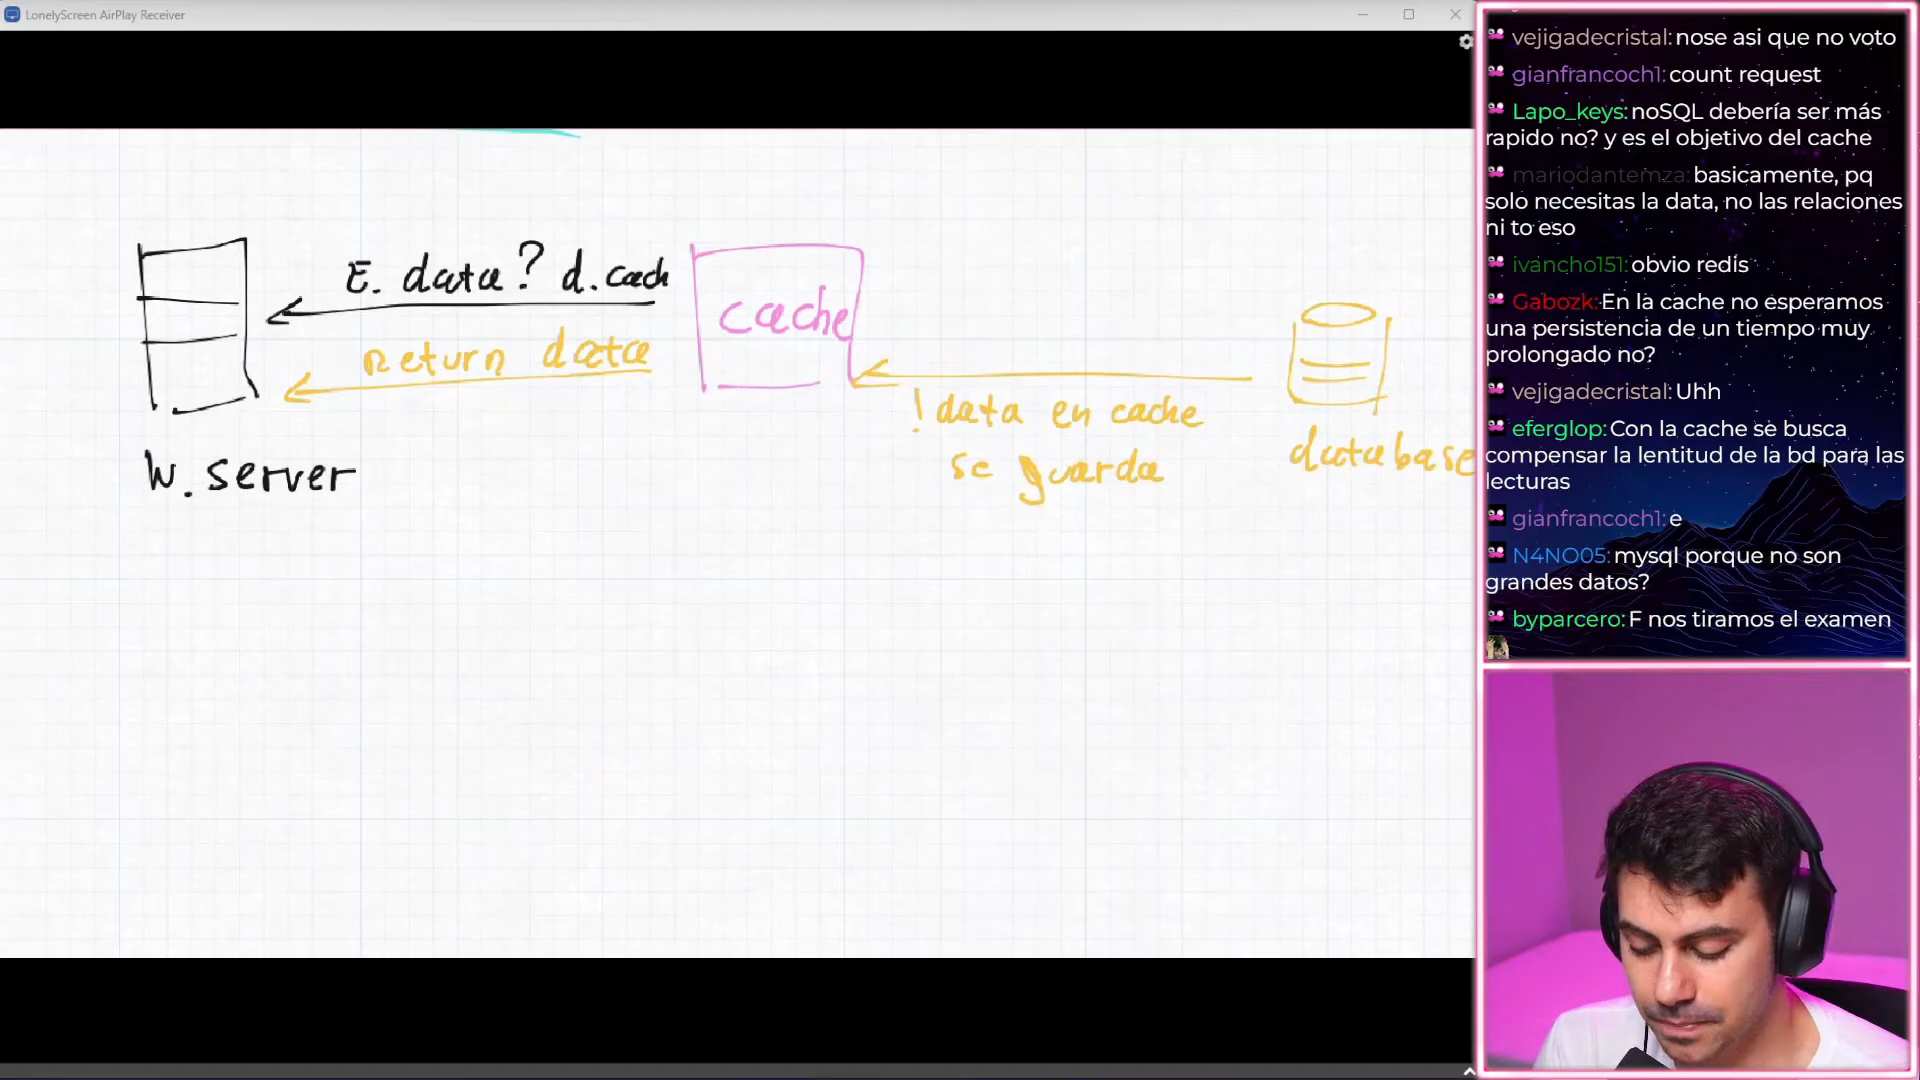 LonelyScreen AirPlay Receiver
E. data? d. cach
return data
cache
! data en cache
se guarda
database
W. server
vejigadecristal: nose asi que no voto
gianfrancoch1: count request
Lapo_keys: noSQL debería ser más
rapido no? y es el objetivo del cache
mariodantemza: basicamente, pq
solo necesitas la data, no las relaciones
ni to eso
ivancho151: obvio redis
Gabozk: En la cache no esperamos
una persistencia de un tiempo muy
prolongado no?
vejigadecristal: Uhh
eferglop: Con la cache se busca
compensar la lentitud de la bd para las
lecturas
gianfrancoch1: e
N4NO05: mysql porque no son
grandes datos?
byparcero: F nos tiramos el examen